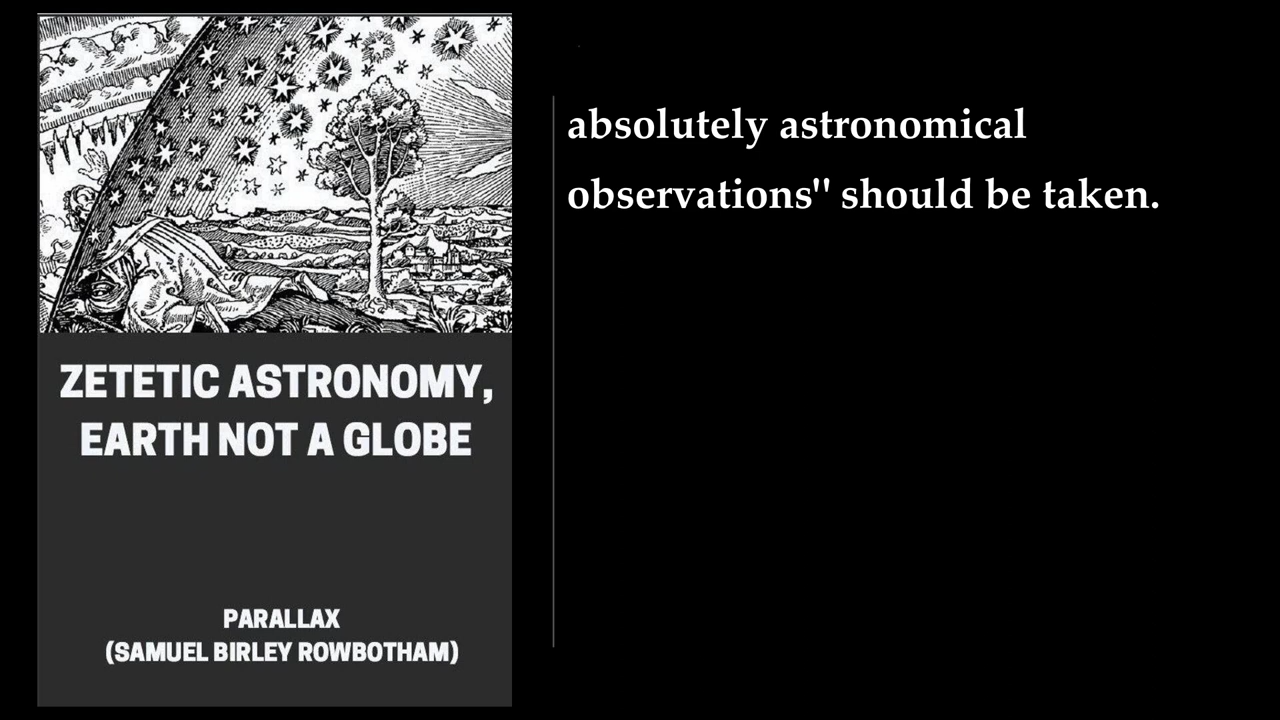 ZETETIC ASTRONOMY,
EARTH NOT A GLOBE
PARALLAX
(SAMUEL BIRLEY ROWBOTHAM)
absolutely astronomical
observations" should be taken.